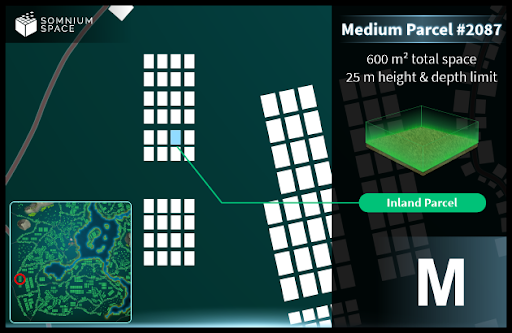 SOMNIUM
SPACE
Medium Parcel #2087
600 m² total space
25 m height & depth limit
Inland Parcel
M